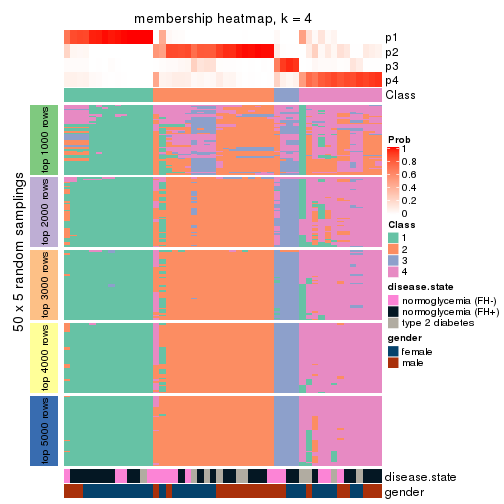 membership heatmap, k = 4
p1
p2
p3
p4
Class
50 x 5 random samplings
top 1000 rows
top 2000 rows
top 3000 rows
top 4000 rows
top 5000 rows
Prob
1
0.8
0.6
0.4
0.2
0
Class
1
2
3
4
disease.state
normoglycemia (FH-)
normoglycemia (FH+)
type 2 diabetes
gender
female
male
disease.state
gender